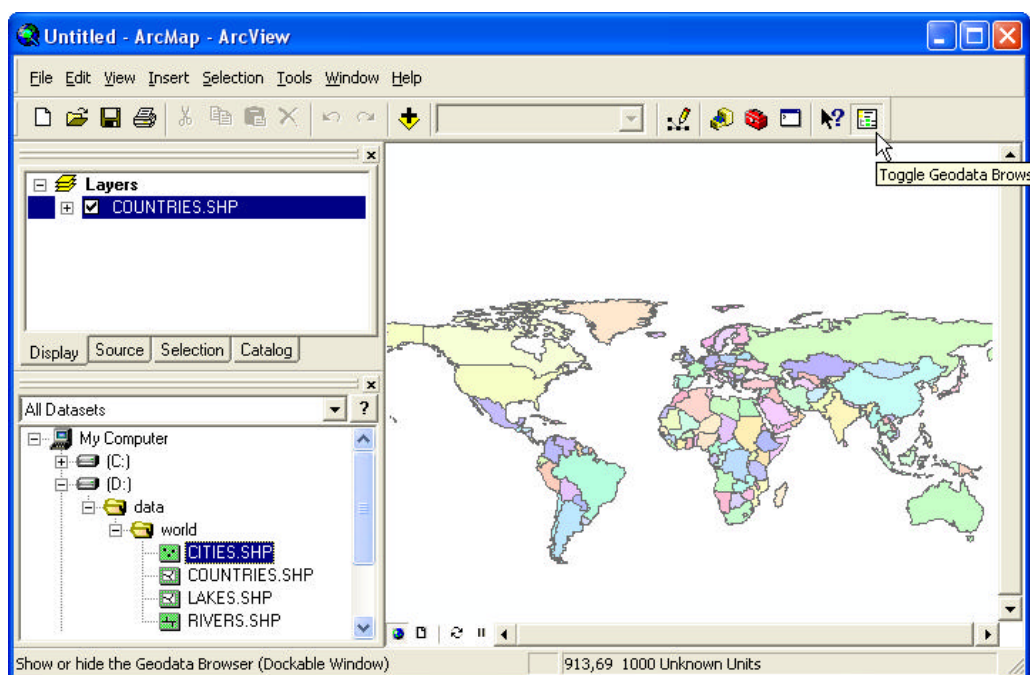 Untitled - ArcMap - ArcView
File Edit View Insert Selection Tools Window Help
Toggle Geodata Brows
Layers
COUNTRIES.SHP
Display Source Selection Catalog
All Datasets
?
My Computer
(C:)
(D:)
data
world
CITIES.SHP
COUNTRIES.SHP
LAKES.SHP
RIVERS.SHP
Show or hide the Geodata Browser (Dockable Window)
913,69 1000 Unknown Units